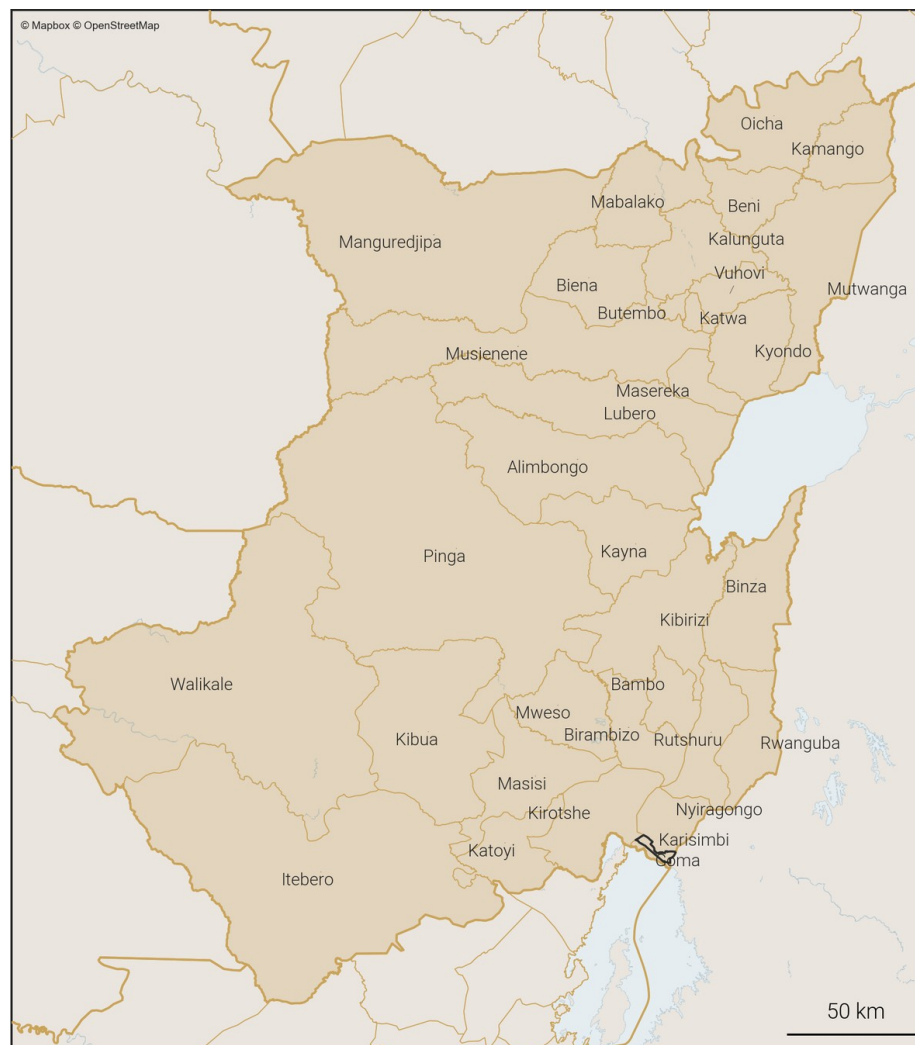 © Mapbox © OpenStreetMap
Oicha
Kamango
Mabalako
Beni
Manguredjipa
Kalunguta
Vuhovi
Biena
Mutwanga
Butembo
Katwa
Musienene
Kyondo
Masereka
Lubero
Alimbongo
Kayna
Pinga
Binza
Kibirizi
Walikale
Bambo
Mweso
Birambizo
Kibua
Rutshuru
Rwanguba
Masisi
Kirotshe
Nyiragongo
Karisimbi
Katoyi
Goma
Itebero
50 km